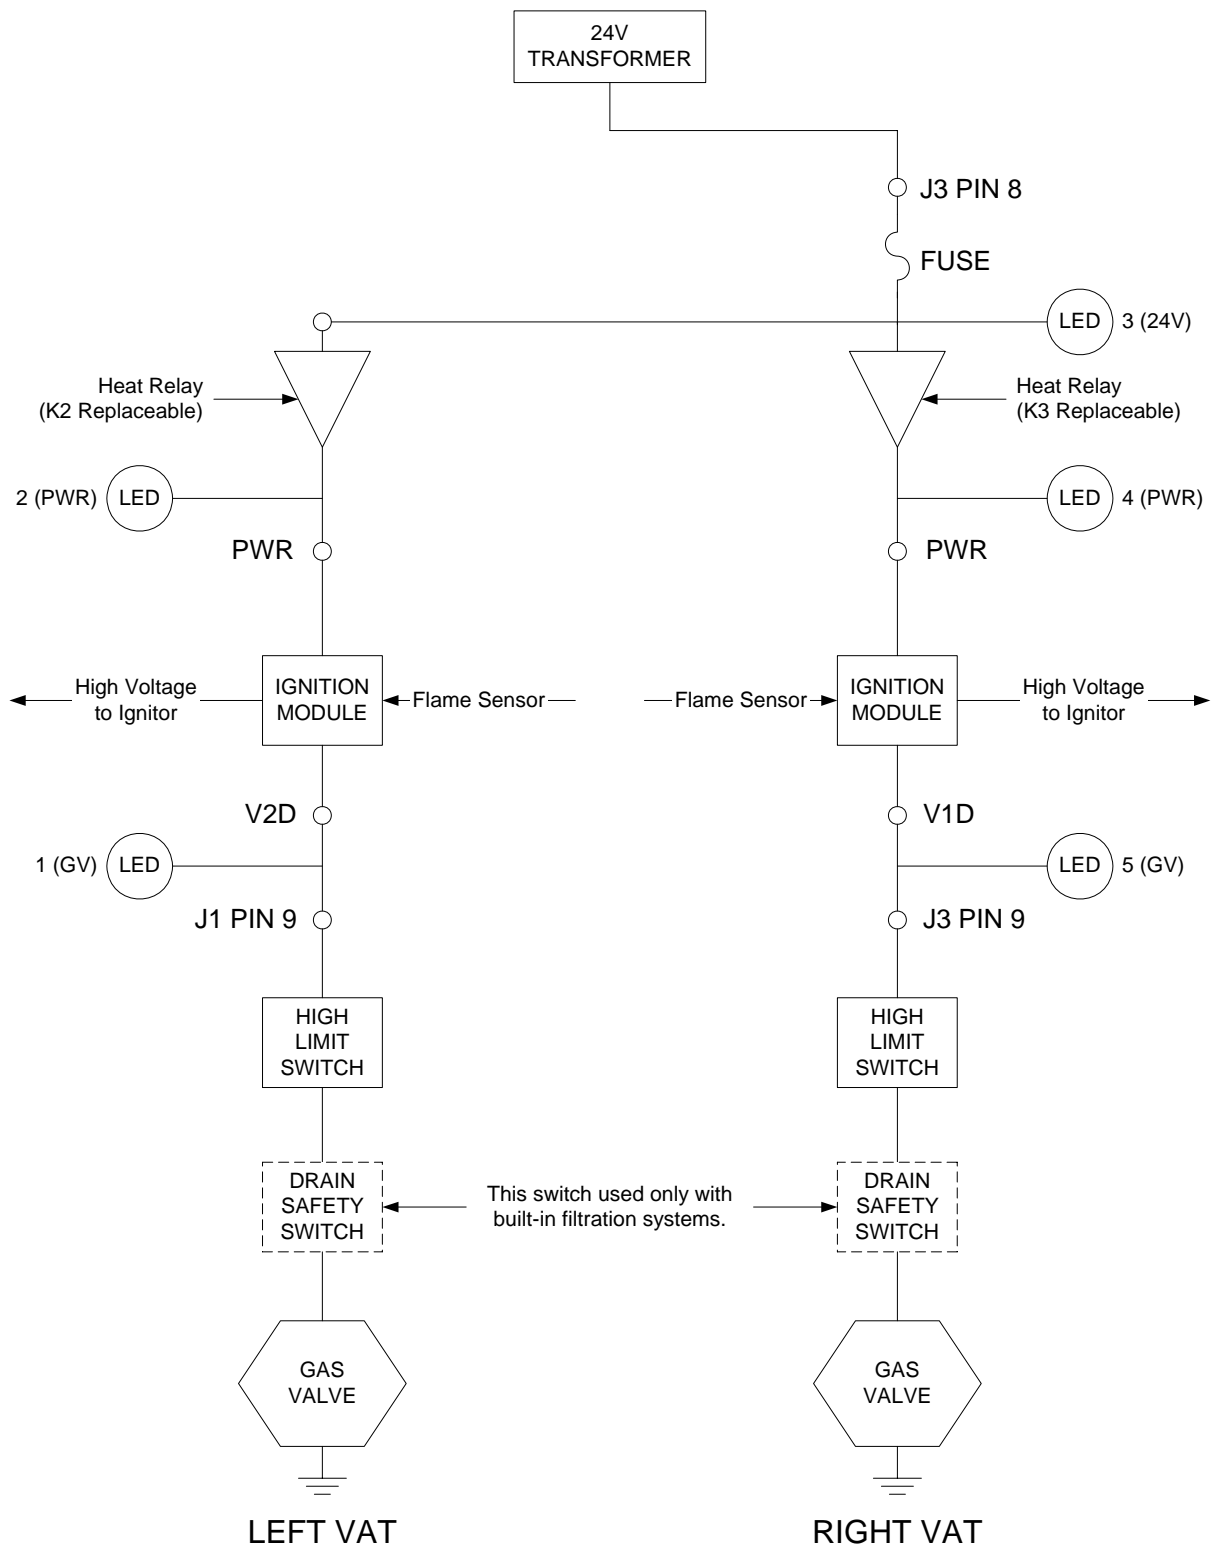 24V
TRANSFORMER
J3 PIN 8
FUSE
LED 3 (24V)
Heat Relay
(K2 Replaceable)
Heat Relay
(K3 Replaceable)
2 (PWR) LED
LED 4 (PWR)
PWR
PWR
High Voltage
to Ignitor
IGNITION
MODULE
Flame Sensor
Flame Sensor
IGNITION
MODULE
High Voltage
to Ignitor
V2D
V1D
1 (GV) LED
LED 5 (GV)
J1 PIN 9
J3 PIN 9
HIGH
LIMIT
SWITCH
HIGH
LIMIT
SWITCH
DRAIN
SAFETY
SWITCH
This switch used only with
built-in filtration systems.
DRAIN
SAFETY
SWITCH
GAS
VALVE
GAS
VALVE
LEFT VAT
RIGHT VAT